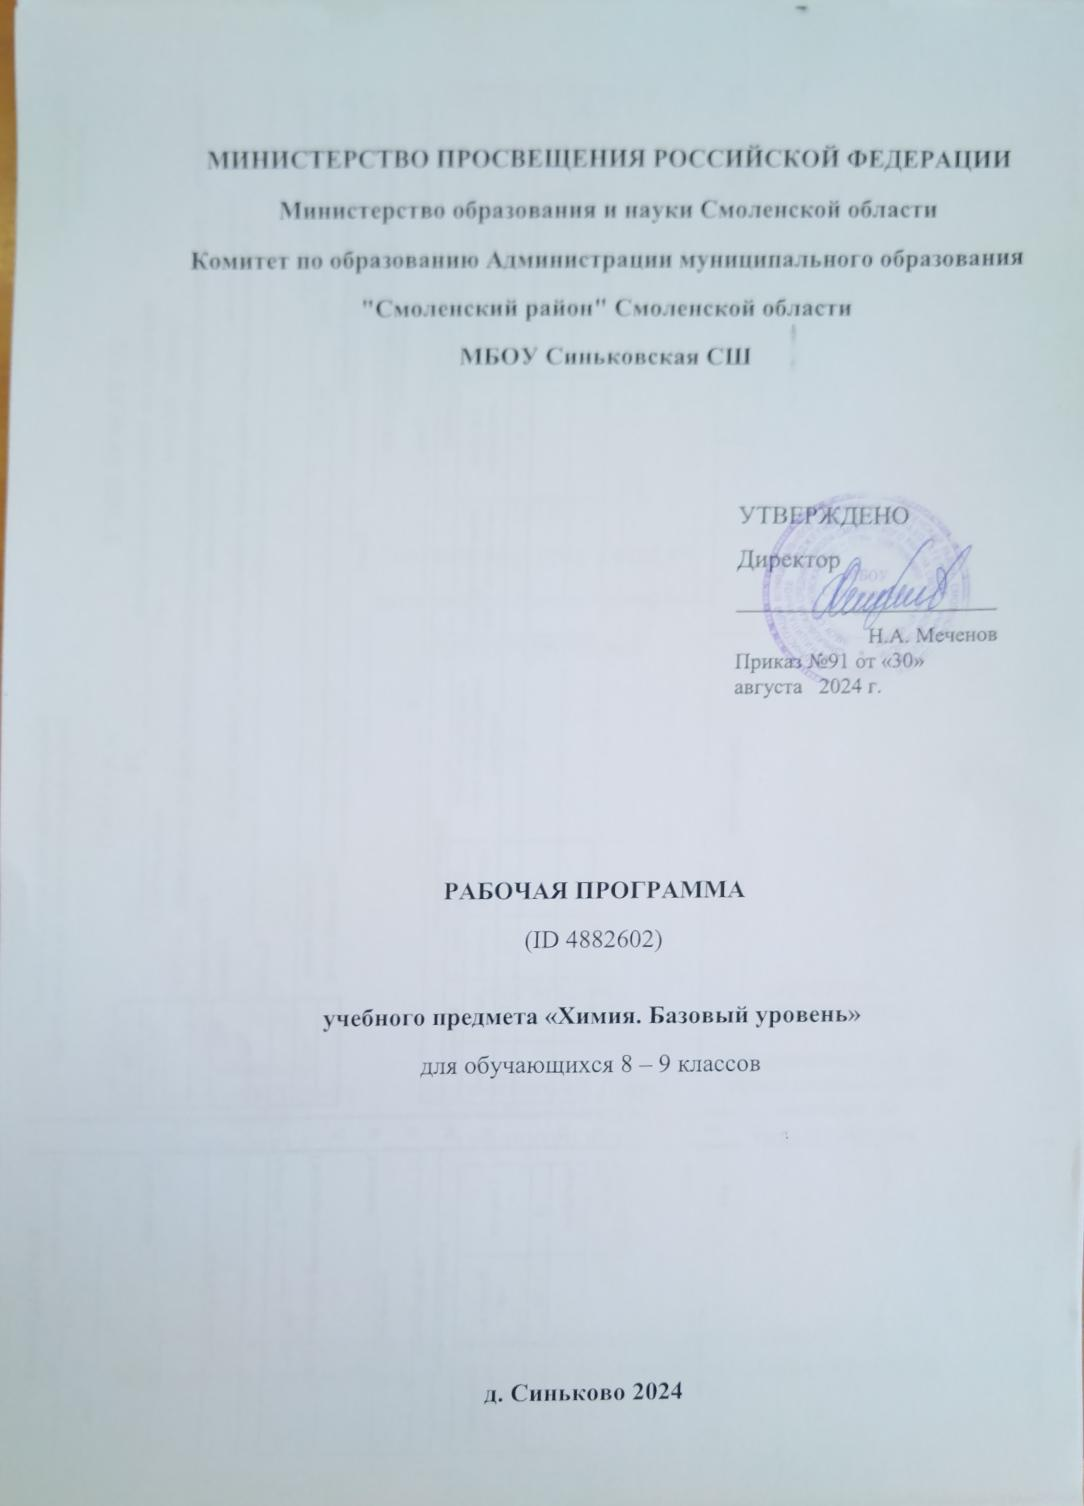 МИНИСТЕРСТВО ПРОСВЕЩЕНИЯ РОССИЙСКОЙ ФЕДЕРАЦИИ
Министерство образования и науки Смоленской области
Комитет по образованию Администрации муниципального образования
"Смоленский район" Смоленской области
МБОУ Синьковская СШ
УТВЕРЖДЕНО
Директор
Н.А. Меченов
Приказ №91 от «30»
августа 2024 г.
РАБОЧАЯ ПРОГРАММА
(ID 4882602)
учебного предмета «Химия. Базовый уровень»
для обучающихся 8 – 9 классов
д. Синьково 2024